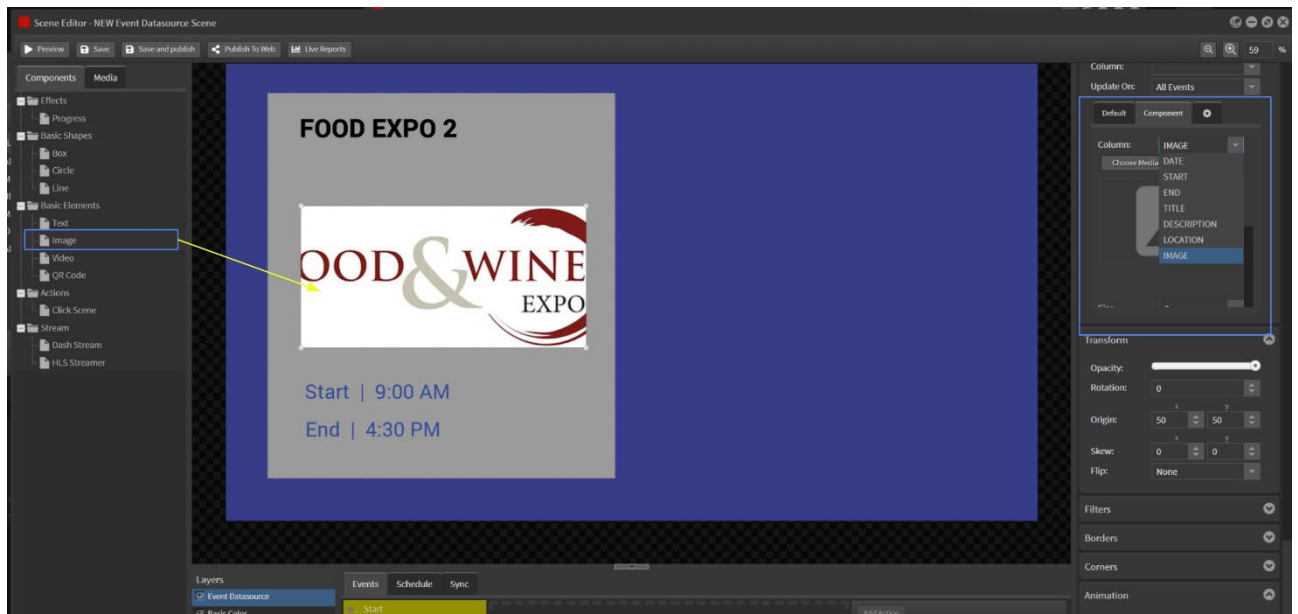 Scene Editor - NEW Event Datasource Scene
Preview Save Save and publish Publish To Web Live Reports 59 %
Components Media
Effects
Progress
Basic Shapes
Box
Circle
Line
Basic Elements
Text
Image
Video
QR Code
Actions
Click Scene
Stream
Dash Stream
HLS Streamer
FOOD EXPO 2
OOD & WINE
EXPO
Start | 9:00 AM
End | 4:30 PM
Column:
Update On: All Events
Default Component
Column: IMAGE
Choose Media
DATE
START
END
TITLE
DESCRIPTION
LOCATION
IMAGE
Transform
Opacity:
Rotation: 0
x y
Origin: 50 50
x y
Skew: 0 0
Flip: None
Filters
Borders
Corners
Animation
Layers
Event Datasource
Basic Color
Events Schedule Sync
Start
Add Action